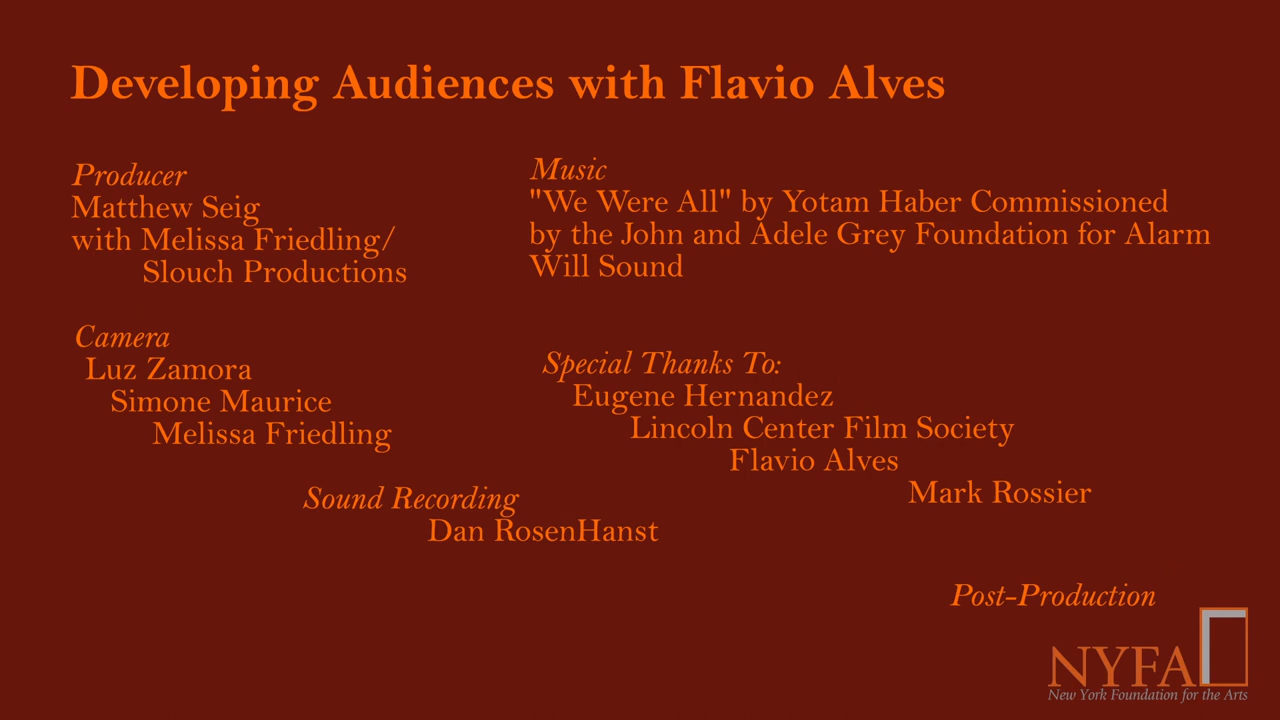 Developing Audiences with Flavio Alves
Producer
Matthew Seig
with Melissa Friedling/
Slouch Productions
Camera
Luz Zamora
Simone Maurice
Melissa Friedling
Sound Recording
Dan RosenHanst
Music
"We Were All" by Yotam Haber Commissioned
by the John and Adele Grey Foundation for Alarm
Will Sound
Special Thanks To:
Eugene Hernandez
Lincoln Center Film Society
Flavio Alves
Mark Rossier
Post-Production
NYFA
New York Foundation for the Arts